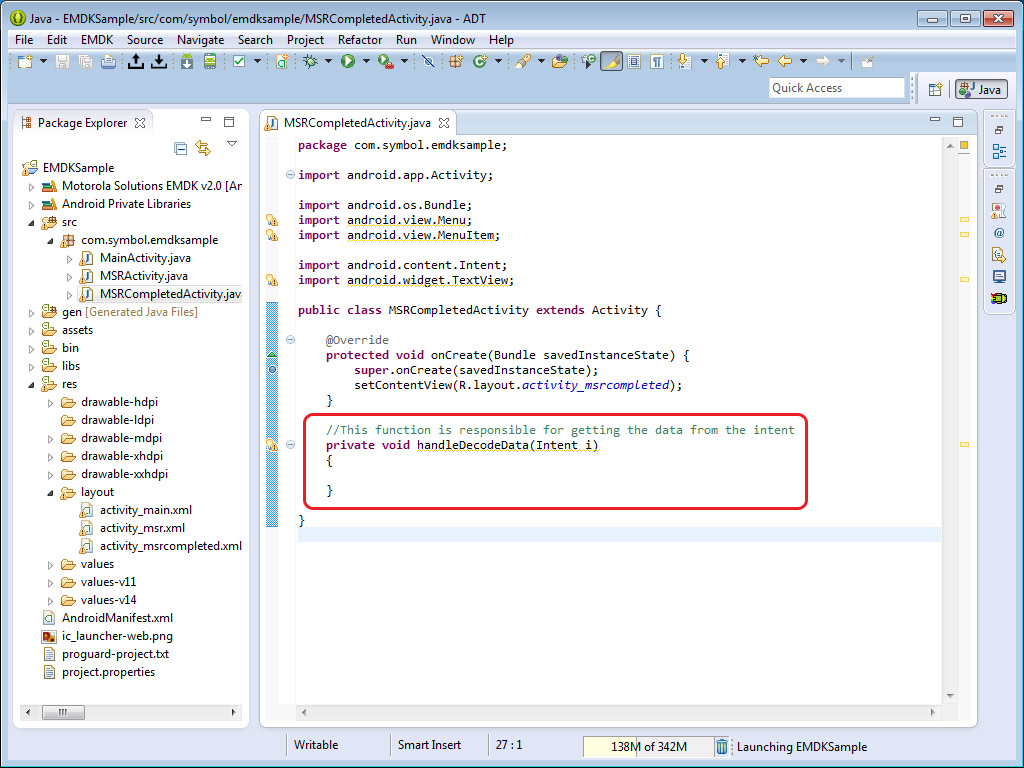 Java - EMDKSample/src/com/symbol/emdksample/MSRCompletedActivity.java - ADT
File Edit EMDK Source Navigate Search Project Refactor Run Window Help
Quick Access
Java
Package Explorer
EMDKSample
Motorola Solutions EMDK v2.0 [Ar
Android Private Libraries
src
com.symbol.emdksample
MainActivity.java
MSRActivity.java
MSRCompletedActivity.java
gen [Generated Java Files]
assets
bin
libs
res
drawable-hdpi
drawable-ldpi
drawable-mdpi
drawable-xhdpi
drawable-xxhdpi
layout
activity_main.xml
activity_msr.xml
activity_msrcompleted.xml
values
values-v11
values-v14
AndroidManifest.xml
ic_launcher-web.png
proguard-project.txt
project.properties
MSRCompletedActivity.java
package com.symbol.emdksample;
import android.app.Activity;
import android.os.Bundle;
import android.view.Menu;
import android.view.MenuItem;
import android.content.Intent;
import android.widget.TextView;
public class MSRCompletedActivity extends Activity {
@Override
protected void onCreate(Bundle savedInstanceState) {
super.onCreate(savedInstanceState);
setContentView(R.layout.activity_msrcompleted);
}
//This function is responsible for getting the data from the intent
private void handleDecodeData(Intent i)
{
}
}
Writable Smart Insert 27 : 1 138M of 342M Launching EMDKSample